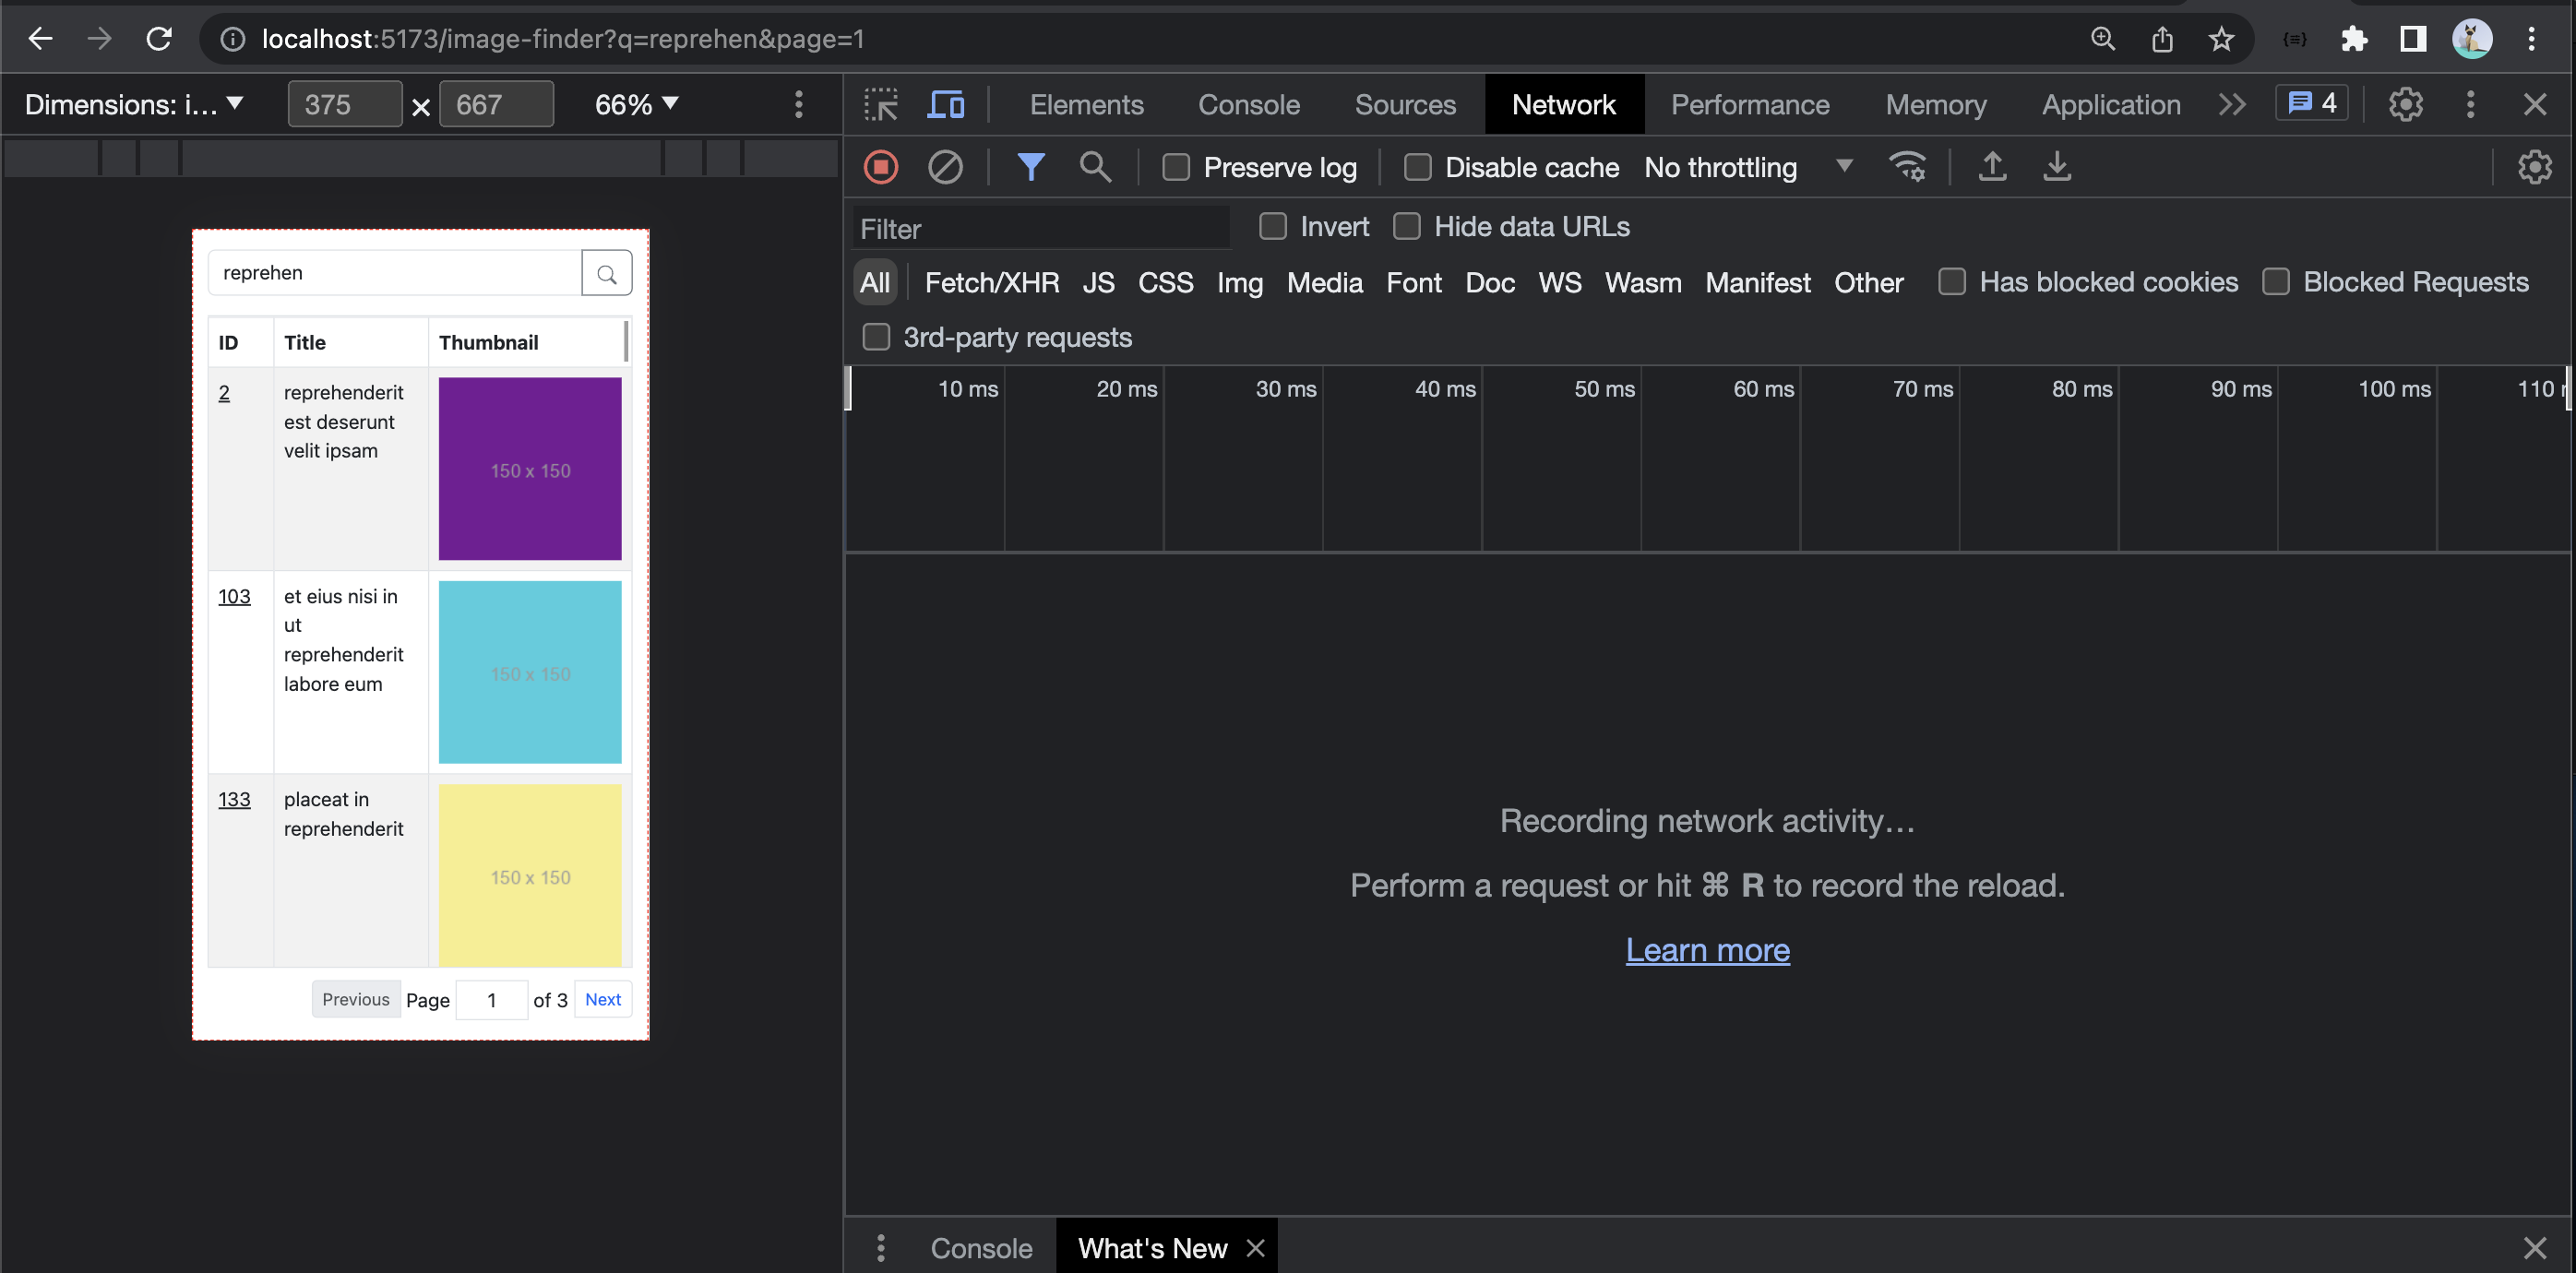 localhost:5173/image-finder?q=reprehen&page=1
Dimensions: i... 375 × 667 66%
Elements Console Sources Network Performance Memory Application 4
Preserve log Disable cache No throttling
Filter Invert Hide data URLs
All Fetch/XHR JS CSS Img Media Font Doc WS Wasm Manifest Other Has blocked cookies Blocked Requests
3rd-party requests
10 ms 20 ms 30 ms 40 ms 50 ms 60 ms 70 ms 80 ms 90 ms 100 ms 110
reprehen
ID Title Thumbnail
2 reprehenderit
est deserunt
velit ipsam
150 x 150
103 et eius nisi in
ut
reprehenderit
labore eum
150 x 150
133 placeat in
reprehenderit
150 x 150
Previous Page 1 of 3 Next
Recording network activity…
Perform a request or hit ⌘ R to record the reload.
Learn more
Console What's New